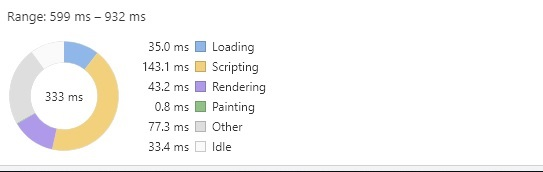 Range: 599 ms – 932 ms
35.0 ms Loading
143.1 ms Scripting
43.2 ms Rendering
333 ms
0.8 ms Painting
77.3 ms Other
33.4 ms Idle